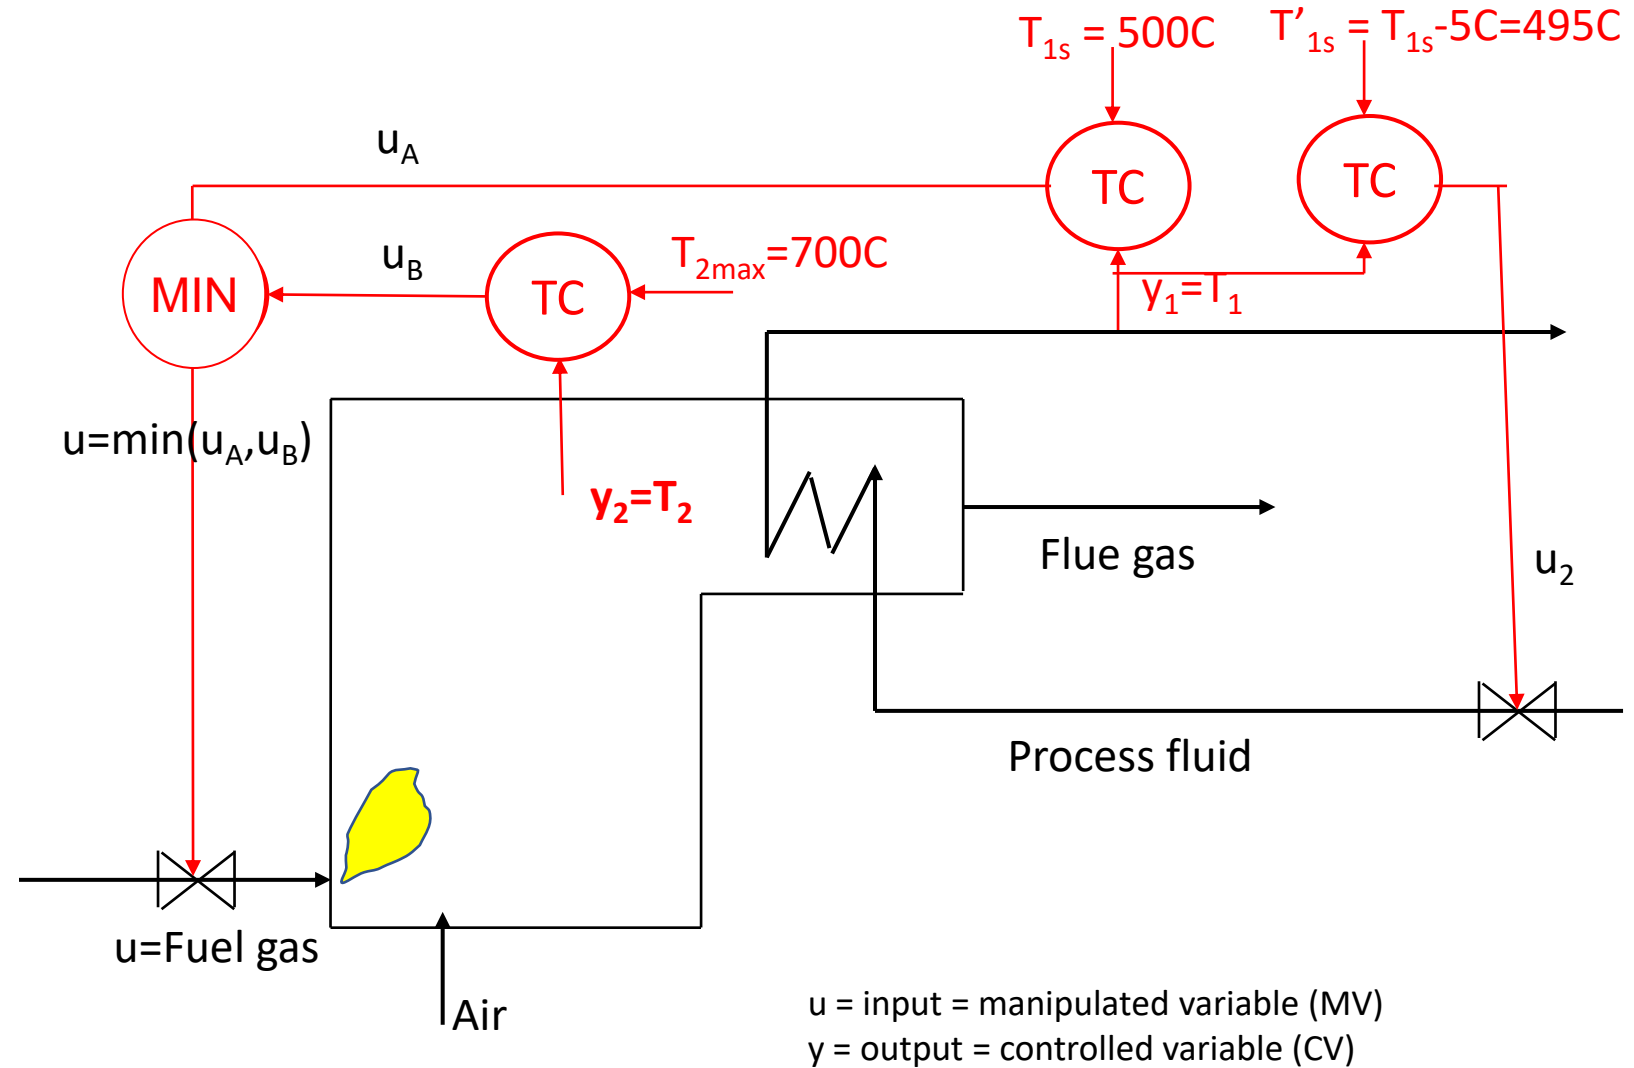 T1s = 500C
T’1s = T1s-5C=495C
uA
TC
TC
uB
T2max=700C
MIN
TC
y1=T1
u=min(uA,uB)
y2=T2
Flue gas
u2
Process fluid
u=Fuel gas
Air
u = input = manipulated variable (MV)
y = output = controlled variable (CV)